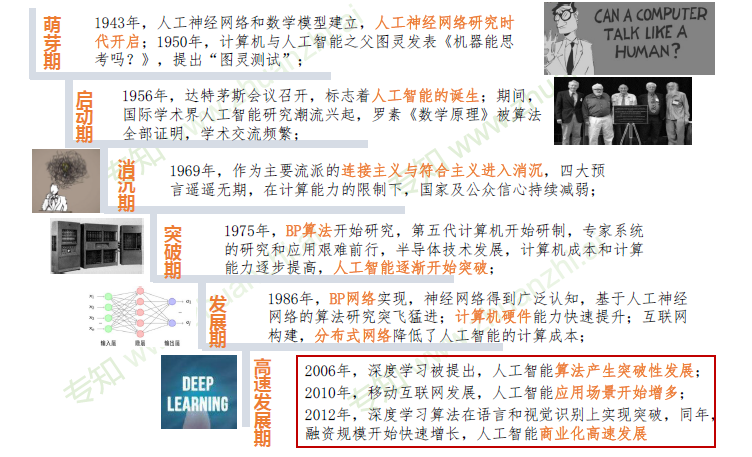 萌芽期
1943年，人工神经网络和数学模型建立，人工神经网络研究时
代开启；1950年，计算机与人工智能之父图灵发表《机器能思
考吗？》，提出“图灵测试”；
CAN A COMPUTER
TALK LIKE A
HUMAN?
启动期
1956年，达特茅斯会议召开，标志着人工智能的诞生；期间，
国际学术界人工智能研究潮流兴起，罗素《数学原理》被算法
全部证明，学术交流频繁；
消沉期
1969年，作为主要流派的连接主义与符合主义进入消沉，四大预
言遥遥无期，在计算能力的限制下，国家及公众信心持续减弱；
突破期
1975年，BP算法开始研究，第五代计算机开始研制，专家系统
的研究和应用艰难前行，半导体技术发展，计算机成本和计算
能力逐步提高，人工智能逐渐开始突破；
输入层 隐层 输出层
发展期
1986年，BP网络实现，神经网络得到广泛认知，基于人工神经
网络的算法研究突飞猛进；计算机硬件能力快速提升；互联网
构建，分布式网络降低了人工智能的计算成本；
DEEP
LEARNING
高速发展期
2006年，深度学习被提出，人工智能算法产生突破性发展；
2010年，移动互联网发展，人工智能应用场景开始增多；
2012年，深度学习算法在语言和视觉识别上实现突破，同年，
融资规模开始快速增长，人工智能商业化高速发展